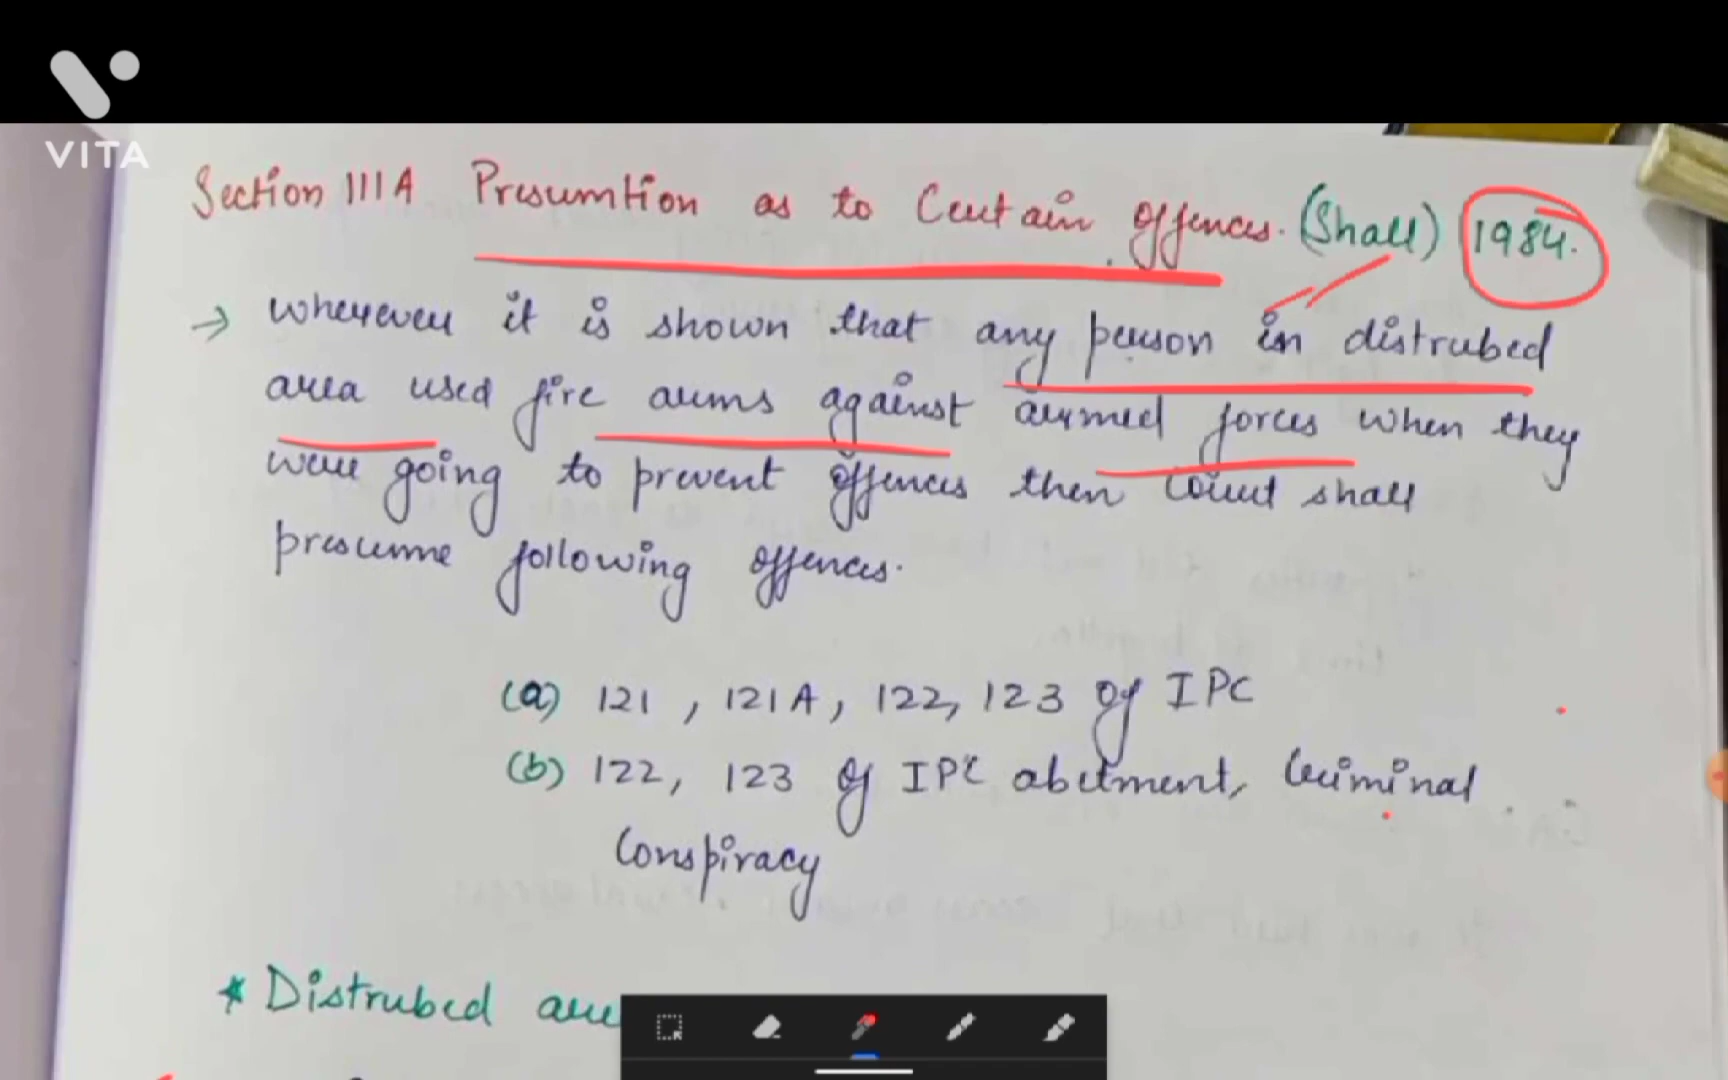 VITA
Section 111A Presumtion as to Certain offences. (Shall) 1984.
→ wherever it is shown that any person in distrubed
area used fire arms against armed forces when they
were going to prevent offences then court shall
presume following offences.
(a) 121, 121A, 122, 123 of IPC
(b) 122, 123 of IPC abetment, Criminal
Conspiracy
* Distrubed